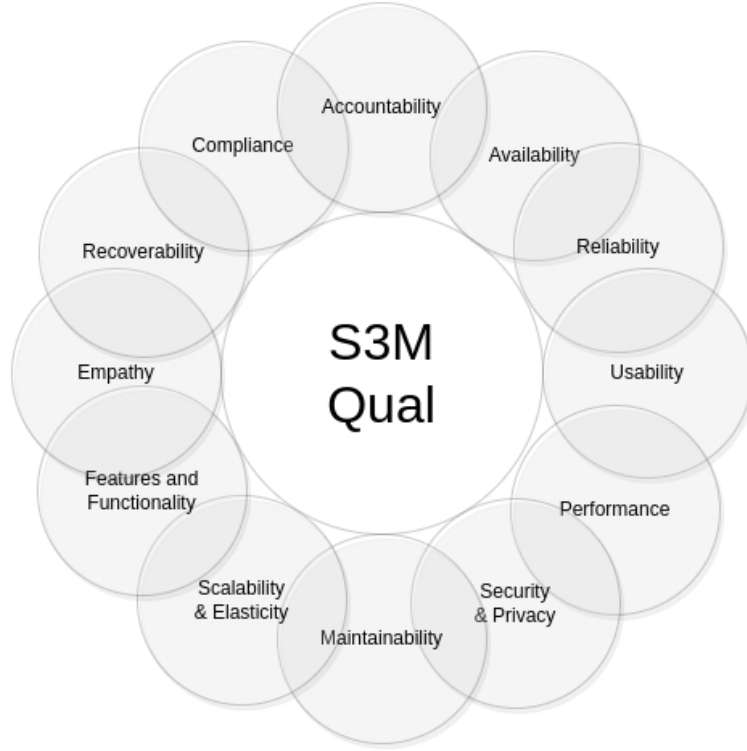 Accountability
Compliance
Availability
Recoverability
Reliability
S3M
Qual
Empathy
Usability
Features and
Functionality
Performance
Scalability
& Elasticity
Security
& Privacy
Maintainability